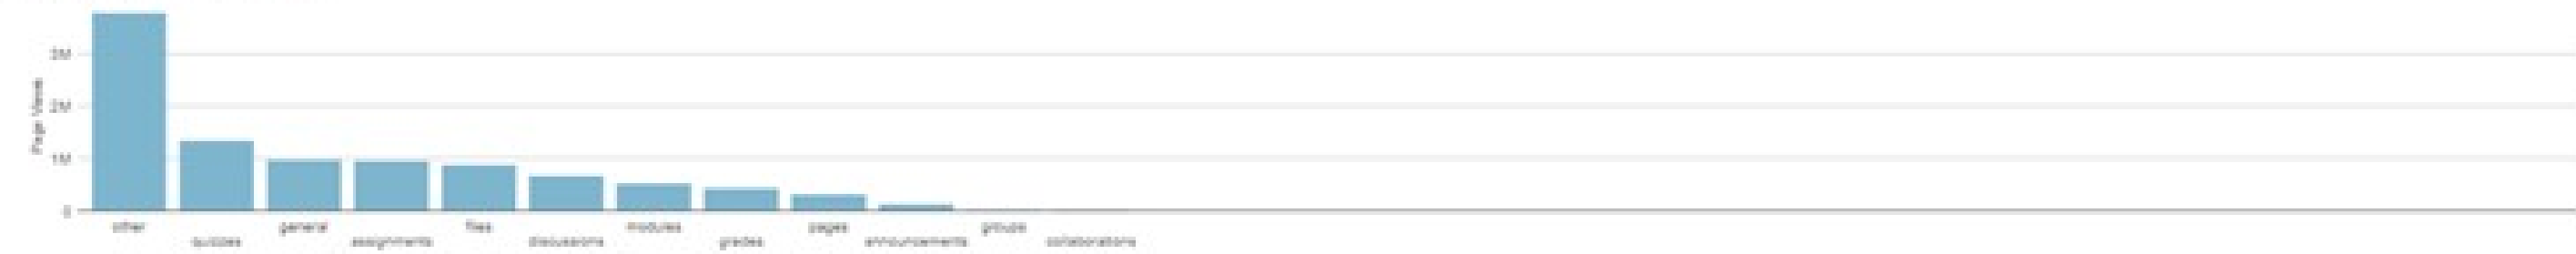 3M
2M
1M
0
Page Views
other
quizzes
general
assignments
files
discussions
modules
grades
pages
announcements
groups
collaborations